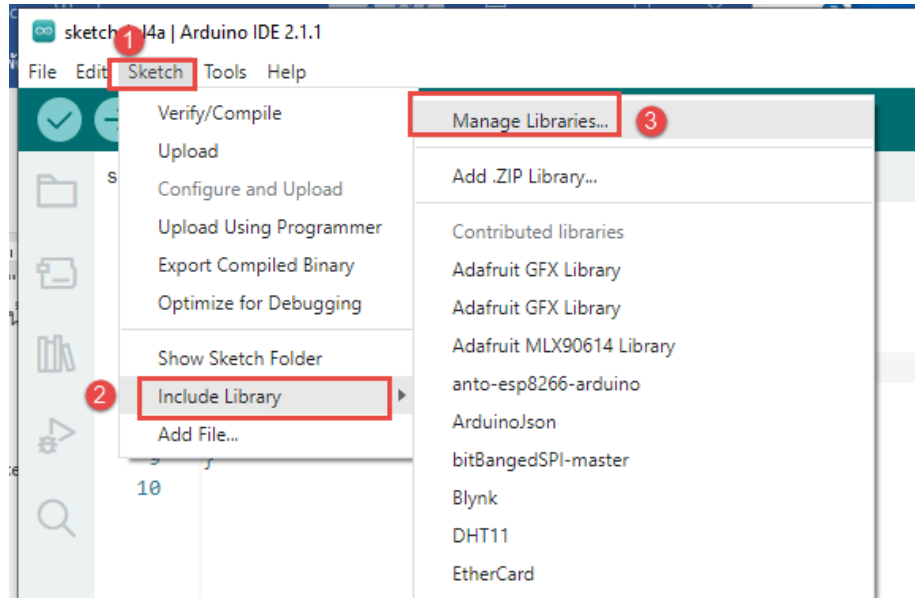 Arduino IDE 2.1.1
1
File Edit Sketch Tools Help
Verify/Compile
Upload
Configure and Upload
Upload Using Programmer
Export Compiled Binary
Optimize for Debugging
Show Sketch Folder
2 Include Library
Add File...
10
Manage Libraries... 3
Add .ZIP Library...
Contributed libraries
Adafruit GFX Library
Adafruit GFX Library
Adafruit MLX90614 Library
anto-esp8266-arduino
ArduinoJson
bitBangedSPI-master
Blynk
DHT11
EtherCard